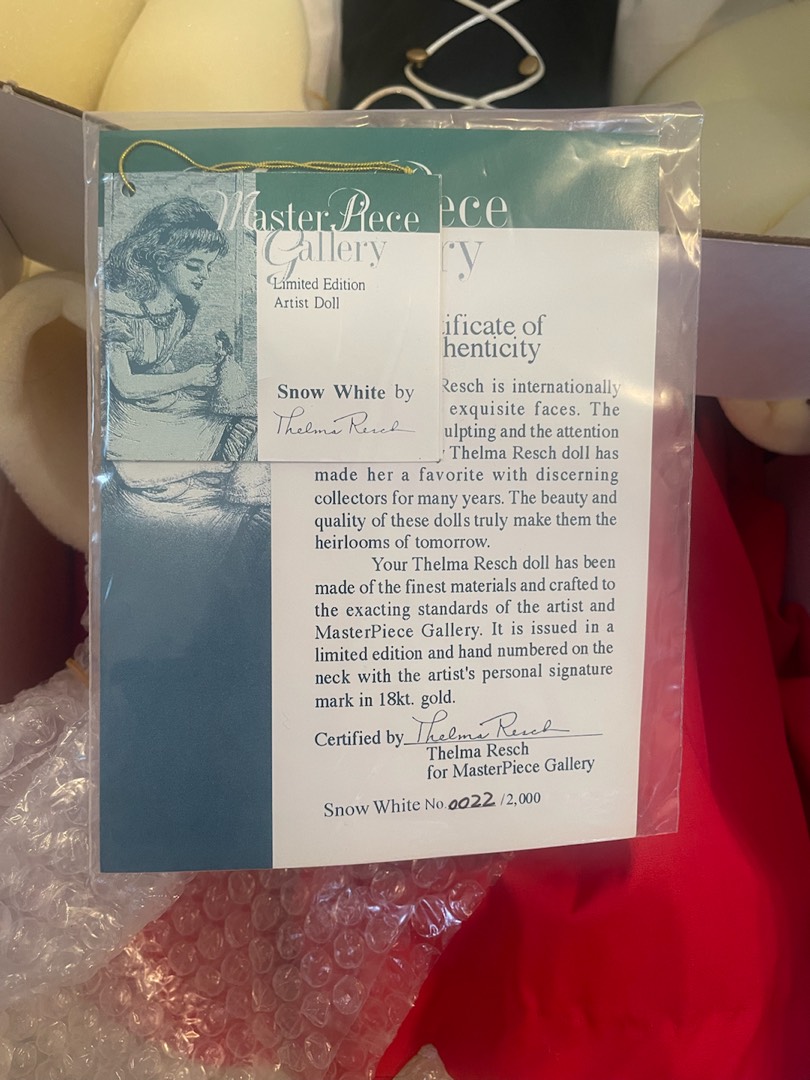 MasterPiece
Gallery
Limited Edition
Artist Doll
Snow White by
Thelma Resch
ece
ry
ificate of
henticity
Resch is internationally
exquisite faces. The
ulpting and the attention
Thelma Resch doll has
made her a favorite with discerning
collectors for many years. The beauty and
quality of these dolls truly make them the
heirlooms of tomorrow.
Your Thelma Resch doll has been
made of the finest materials and crafted to
the exacting standards of the artist and
MasterPiece Gallery. It is issued in a
limited edition and hand numbered on the
neck with the artist's personal signature
mark in 18kt. gold.
Certified by Thelma Resch
Thelma Resch
for MasterPiece Gallery
Snow White No. 0022 /2,000